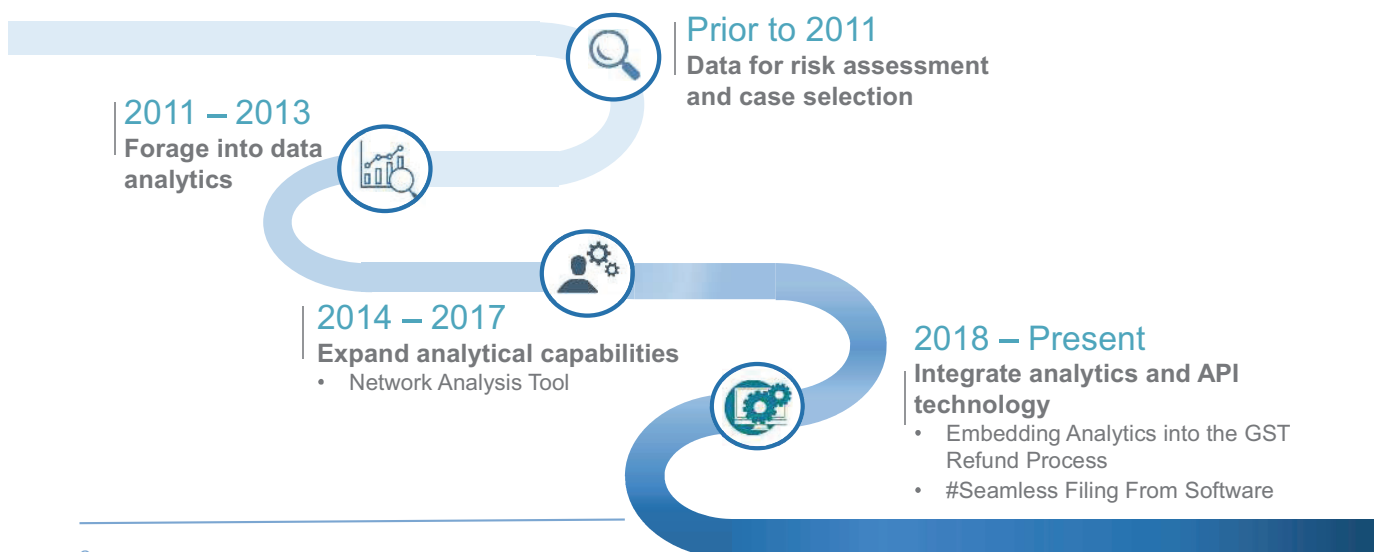 Prior to 2011
Data for risk assessment
and case selection
2011 – 2013
Forage into data
analytics
2014 – 2017
Expand analytical capabilities
• Network Analysis Tool
2018 – Present
Integrate analytics and API
technology
• Embedding Analytics into the GST
Refund Process
• #Seamless Filing From Software